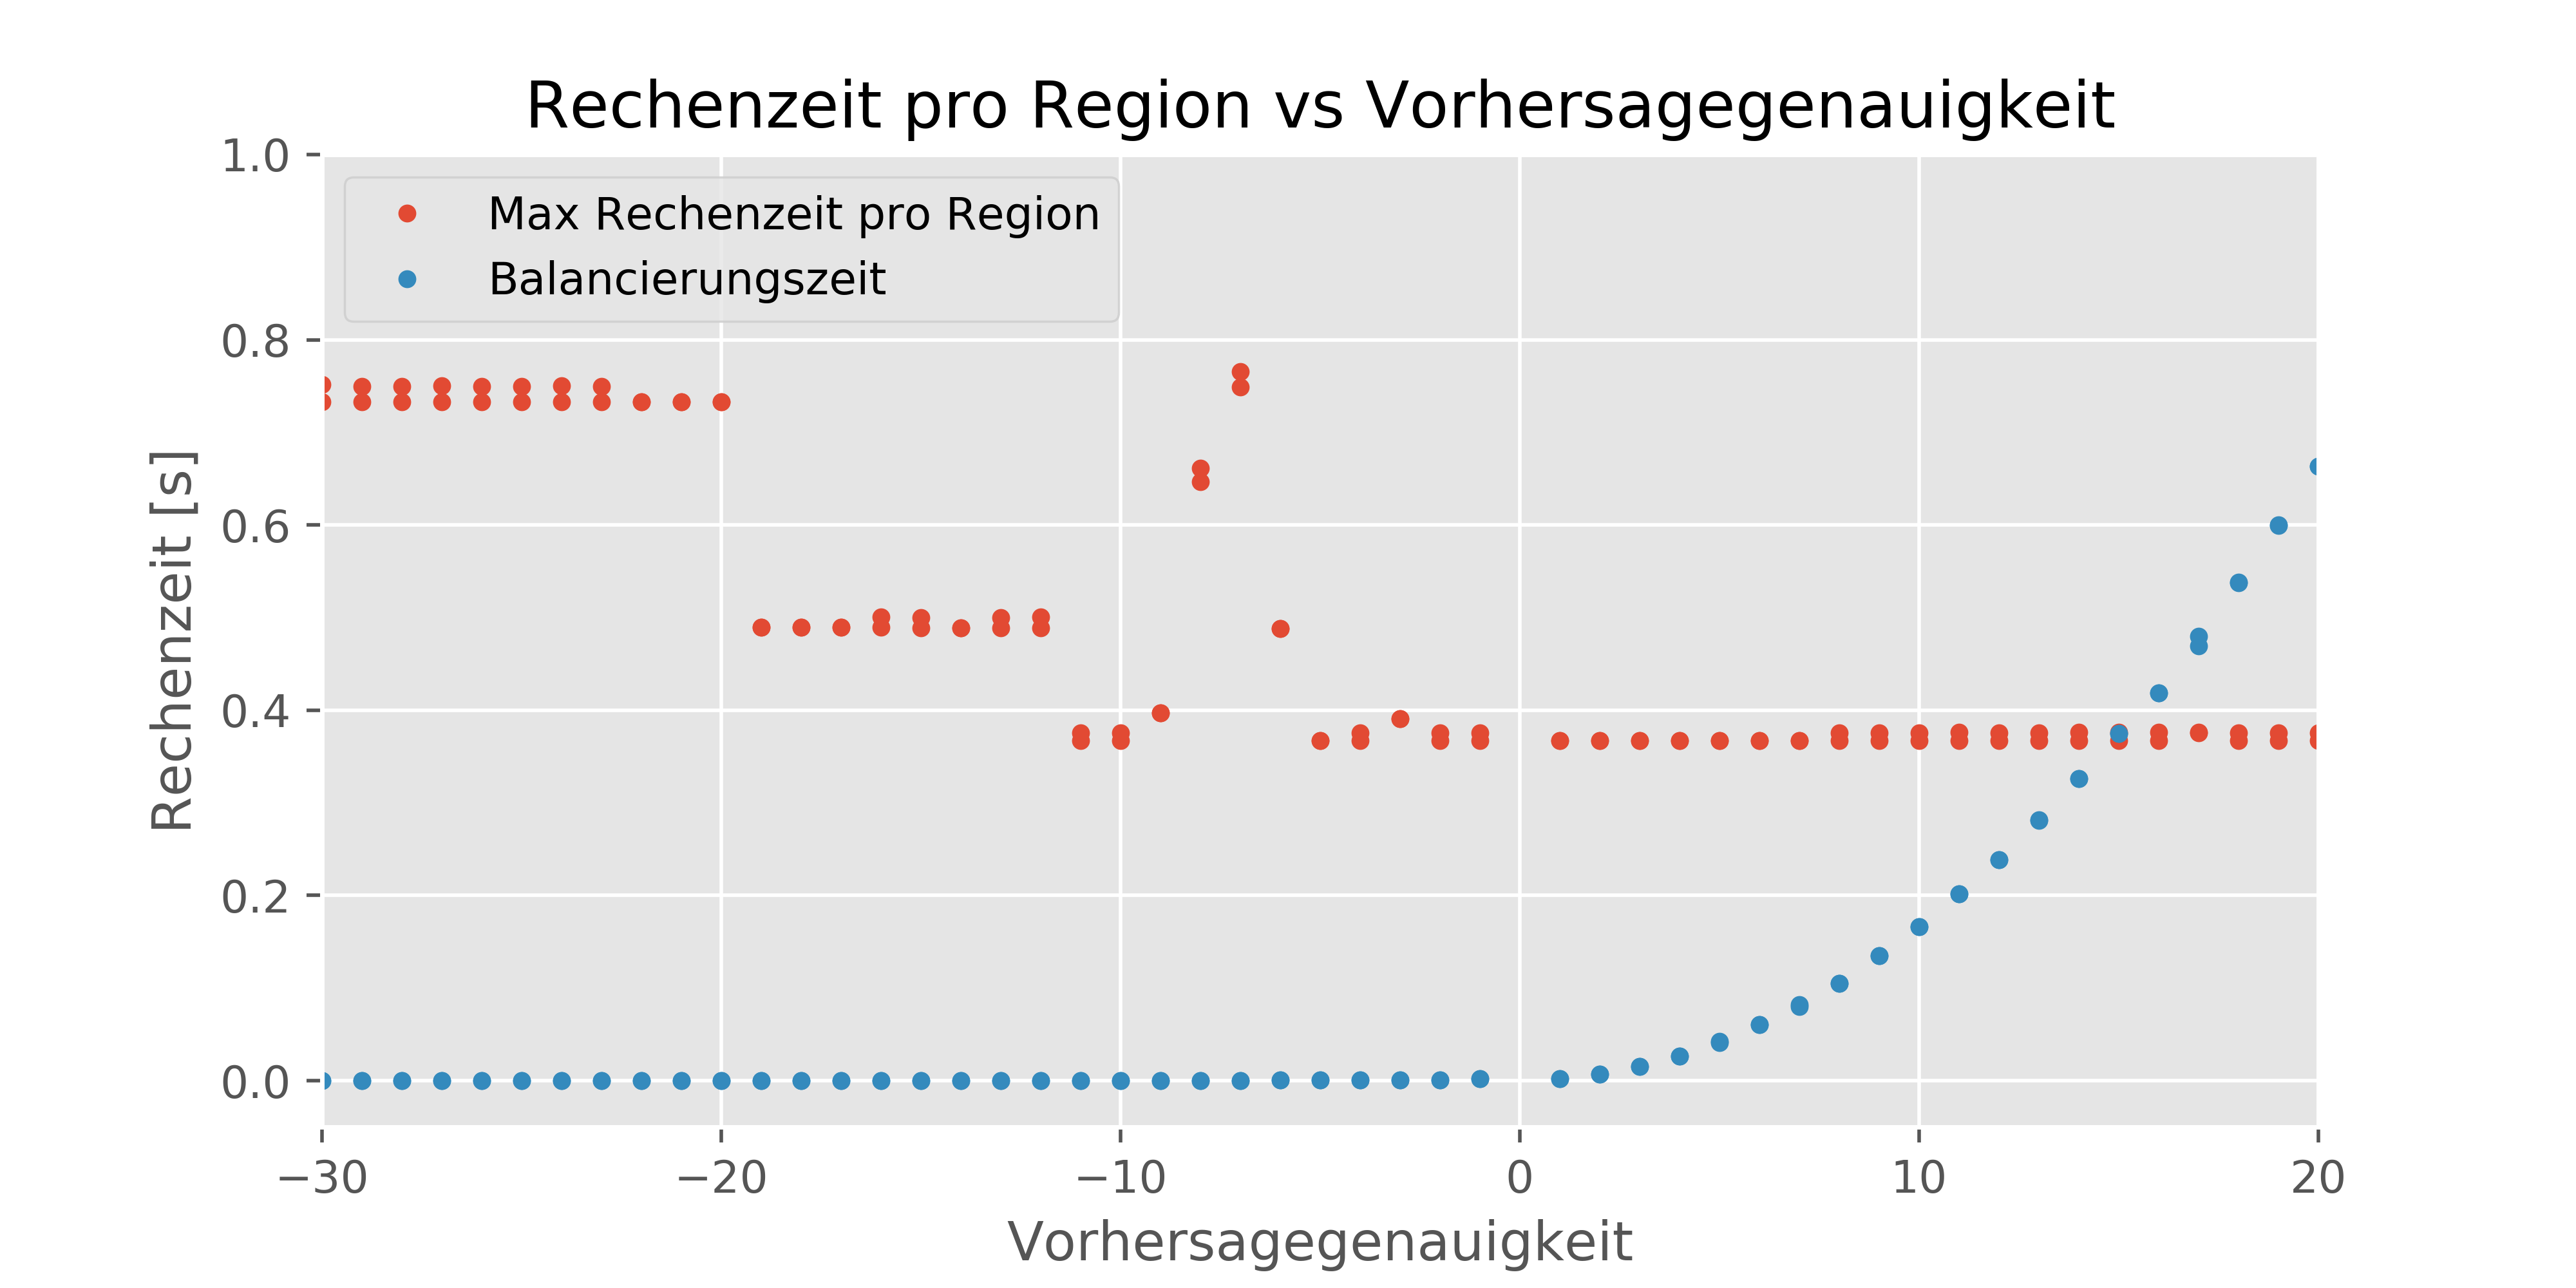 Rechenzeit pro Region vs Vorhersagegenauigkeit
1.0
Max Rechenzeit pro Region
Balancierungszeit
0.8
0.6
0.4
0.2
0.0
Rechenzeit [s]
−30 −20 −10 0 10 20
Vorhersagegenauigkeit